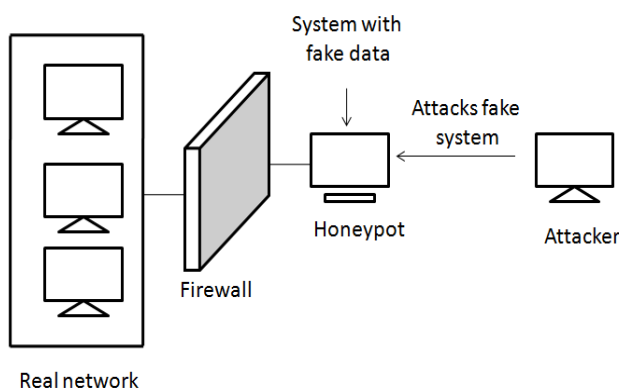 System with
fake data
Attacks fake
system
Honeypot
Attacker
Firewall
Real network